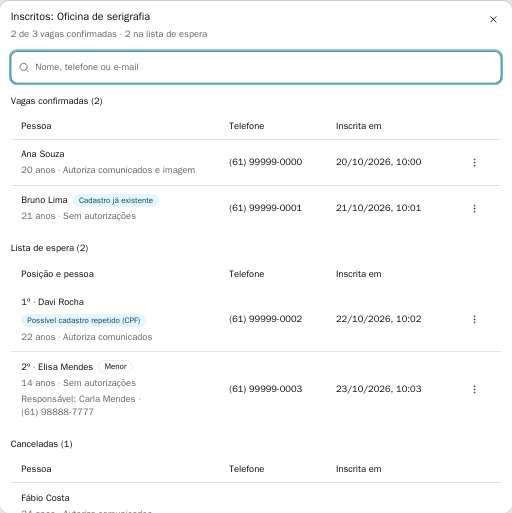 Inscritos: Oficina de serigrafia
2 de 3 vagas confirmadas · 2 na lista de espera
Nome, telefone ou e-mail
Vagas confirmadas (2)
Pessoa Telefone Inscrita em
Ana Souza
20 anos · Autoriza comunicados e imagem
(61) 99999-0000 20/10/2026, 10:00
Bruno Lima Cadastro já existente
21 anos · Sem autorizações
(61) 99999-0001 21/10/2026, 10:01
Lista de espera (2)
Posição e pessoa Telefone Inscrita em
1º · Davi Rocha
Possível cadastro repetido (CPF)
22 anos · Autoriza comunicados
(61) 99999-0002 22/10/2026, 10:02
2º · Elisa Mendes Menor
14 anos · Sem autorizações
Responsável: Carla Mendes ·
(61) 98888-7777
(61) 99999-0003 23/10/2026, 10:03
Canceladas (1)
Pessoa Telefone Inscrita em
Fábio Costa
24 anos · Autoriza comunicados